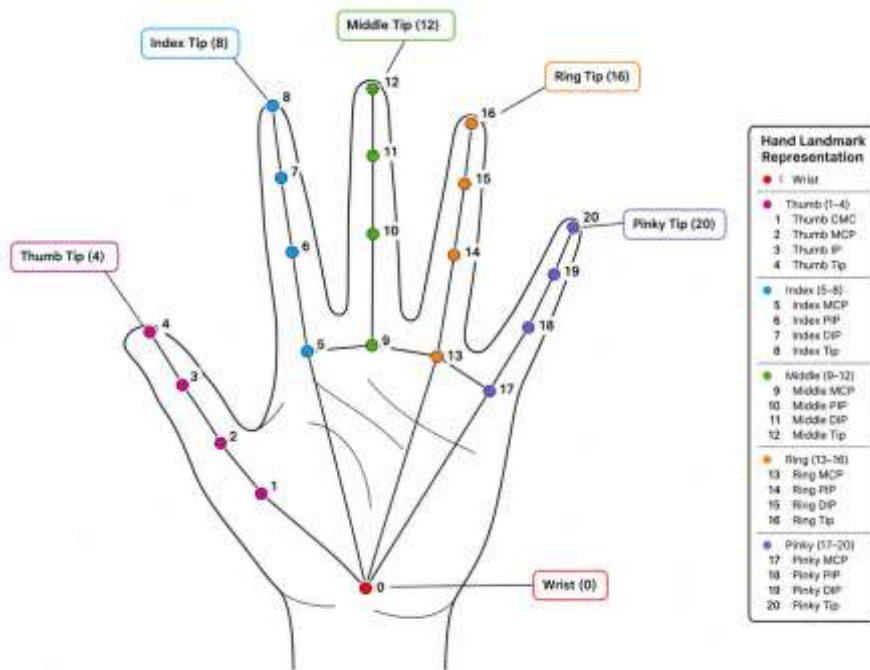 Middle Tip (12)
Index Tip (8)
Ring Tip (16)
12
8
16
11
7
15
20
Pinky Tip (20)
10
6
14
19
Thumb Tip (4)
18
4
5
9
13
3
17
2
1
0
Wrist (0)
Hand Landmark
Representation
Wrist
Thumb (1-4)
1 Thumb CMC
2 Thumb MCP
3 Thumb IP
4 Thumb Tip
Index (5-8)
5 Index MCP
6 Index PIP
7 Index DIP
8 Index Tip
Middle (9-12)
9 Middle MCP
10 Middle PIP
11 Middle DIP
12 Middle Tip
Ring (13-16)
13 Ring MCP
14 Ring PIP
15 Ring DIP
16 Ring Tip
Pinky (17-20)
17 Pinky MCP
18 Pinky PIP
19 Pinky DIP
20 Pinky Tip